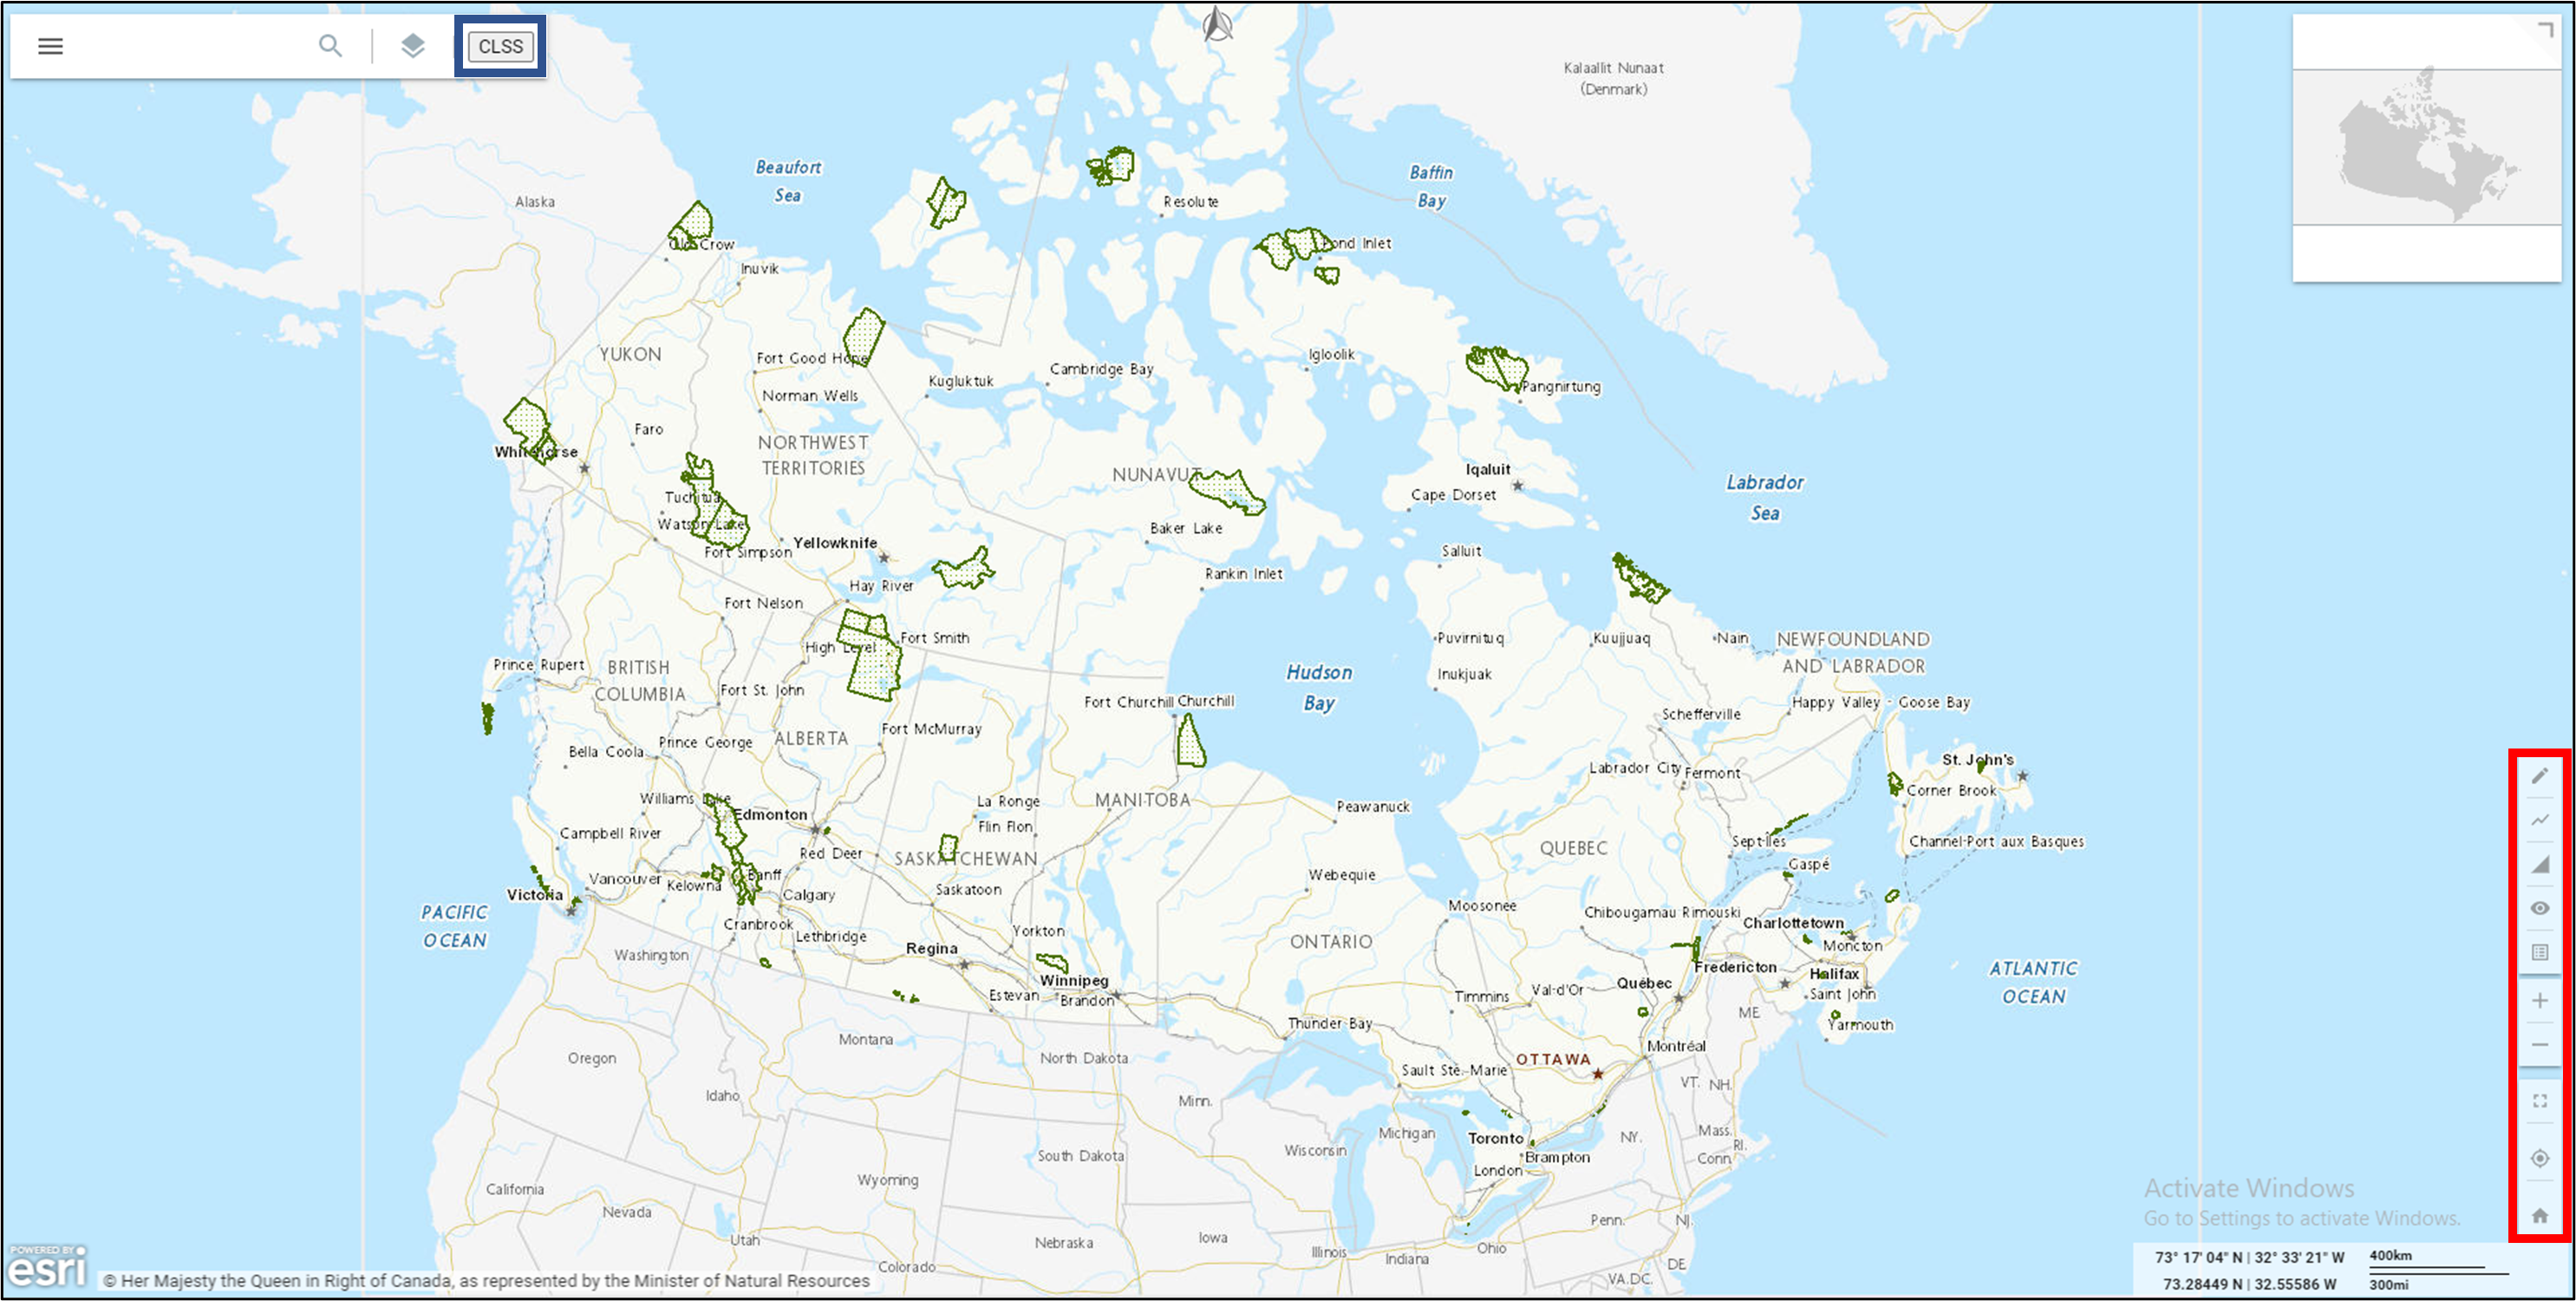 CLSS
Kalaallit Nunaat
(Denmark)
Beaufort
Sea
Baffin
Bay
Alaska
Resolute
Old Crow
Pond Inlet
Inuvik
YUKON
Fort Good Hope
Igloolik
Cambridge Bay
Kugluktuk
Pangnirtung
Norman Wells
Faro
NORTHWEST
TERRITORIES
Whitehorse
NUNAVUT
Iqaluit
Cape Dorset
Labrador
Sea
Tuchitua
Watson Lake
Baker Lake
Fort Simpson
Yellowknife
Salluit
Hay River
Rankin Inlet
Fort Nelson
Fort Smith
High Level
Puvirnituq
Kuujjuaq
Nain
NEWFOUNDLAND
AND LABRADOR
Prince Rupert
BRITISH
COLUMBIA
Hudson
Bay
Inukjuak
Fort St. John
Fort Churchill
Churchill
Happy Valley - Goose Bay
Schefferville
Fort McMurray
ALBERTA
Prince George
Bella Coola
St. John's
Labrador City
Fermont
Corner Brook
Williams Lake
La Ronge
MANITOBA
Peawanuck
Edmonton
Flin Flon
Campbell River
Sept-Îles
Channel-Port aux Basques
Red Deer
SASKATCHEWAN
QUEBEC
Gaspé
Banff
Vancouver
Kelowna
Webequie
Victoria
Calgary
Saskatoon
Moosonee
Chibougamau
Rimouski
PACIFIC
OCEAN
Cranbrook
Lethbridge
Yorkton
ONTARIO
Charlottetown
Moncton
Washington
Regina
Fredericton
Halifax
ATLANTIC
OCEAN
Winnipeg
Estevan
Brandon
Timmins
Val-d'Or
Québec
Saint John
ME
Yarmouth
Thunder Bay
Montana
North Dakota
Oregon
Montréal
OTTAWA
Sault Ste.-Marie
VT.
NH.
Idaho
Minn.
Michigan
Toronto
NY.
Mass.
RI.
Wisconsin
South Dakota
Brampton
Conn.
London
Wyoming
California
Nevada
Penn.
NJ.
Utah
Nebraska
Iowa
Illinois
Indiana
Ohio
Colorado
DE
VA.
DC.
Activate Windows
Go to Settings to activate Windows.
POWERED BY
esri
© Her Majesty the Queen in Right of Canada, as represented by the Minister of Natural Resources
73° 17' 04" N | 32° 33' 21" W
400km
73.28449 N | 32.55586 W
300mi